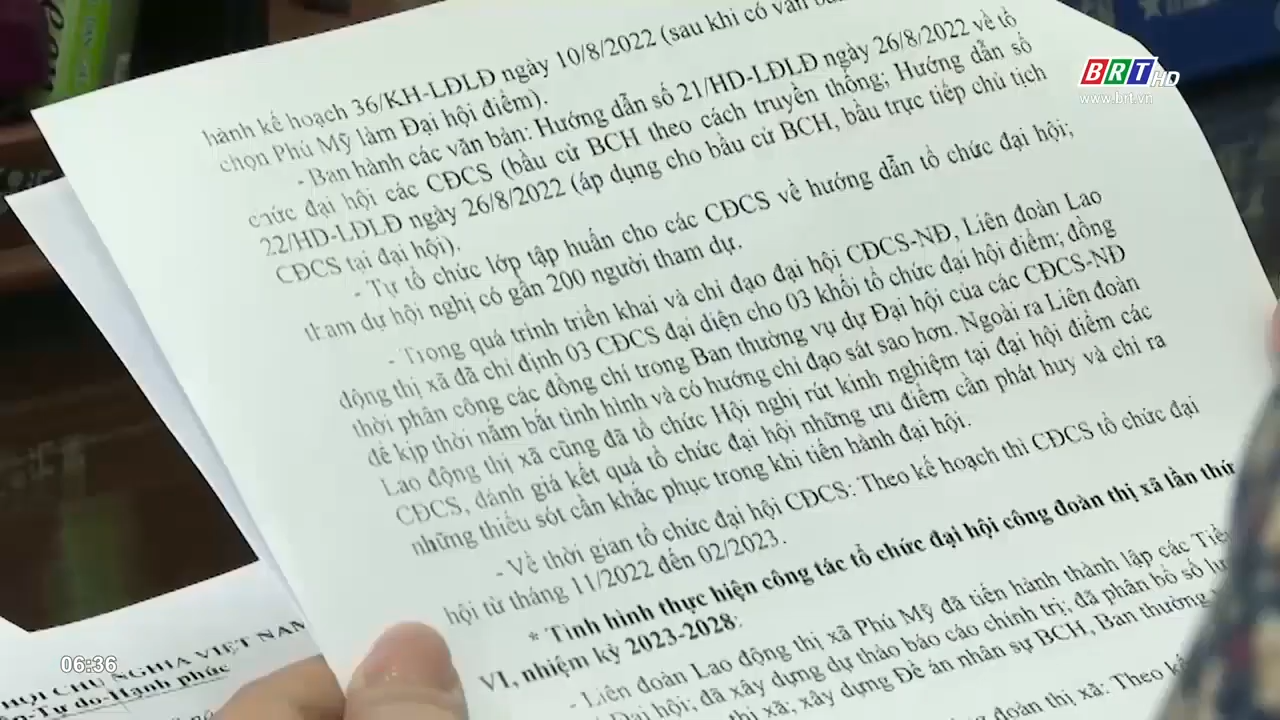 hành kế hoạch 36/KH-LĐLĐ ngày 10/8/2022 (sau khi có văn
chọn Phú Mỹ làm Đại hội điểm).
- Ban hành các văn bản: Hướng dẫn số 21/HD-LĐLĐ ngày 26/8/2022 về tổ
chức đại hội các CĐCS (bầu cử BCH theo cách truyền thống; Hướng dẫn số
22/HD-LĐLĐ ngày 26/8/2022 (áp dụng cho bầu cử BCH, bầu trực tiếp chủ tịch
CĐCS tại đại hội).
- Tự tổ chức lớp tập huấn cho các CĐCS về hướng dẫn tổ chức đại hội;
tham dự hội nghị có gần 200 người tham dự.
- Trong quá trình triển khai và chỉ đạo đại hội CĐCS-NĐ, Liên đoàn Lao
động thị xã đã chỉ định 03 CĐCS đại diện cho 03 khối tổ chức đại hội điểm; đồng
thời phân công các đồng chí trong Ban thường vụ dự Đại hội của các CĐCS-NĐ
để kịp thời nắm bắt tình hình và có hướng chỉ đạo sát sao hơn. Ngoài ra Liên đoàn
Lao động thị xã cũng đã tổ chức Hội nghị rút kinh nghiệm tại đại hội điểm các
CĐCS, đánh giá kết quả tổ chức đại hội những ưu điểm cần phát huy và chỉ ra
những thiếu sót cần khắc phục trong khi tiến hành đại hội.
- Về thời gian tổ chức đại hội CĐCS: Theo kế hoạch thì CĐCS tổ chức đại
hội từ tháng 11/2022 đến 02/2023.
* Tình hình thực hiện công tác tổ chức đại hội công đoàn thị xã lần thứ
VI, nhiệm kỳ 2023-2028:
- Liên đoàn Lao động thị xã Phú Mỹ đã tiến hành thành lập các Tiểu
Đại hội; đã xây dựng dự thảo báo cáo chính trị; đã phân bổ số
thị xã; xây dựng Đề án nhân sự BCH, Ban thường
đoàn thị xã: Theo kế
HỘI CHỦ NGHĨA VIỆT NAM
Tự do-Hạnh phúc
BRT HD
www.brt.vn
06:36